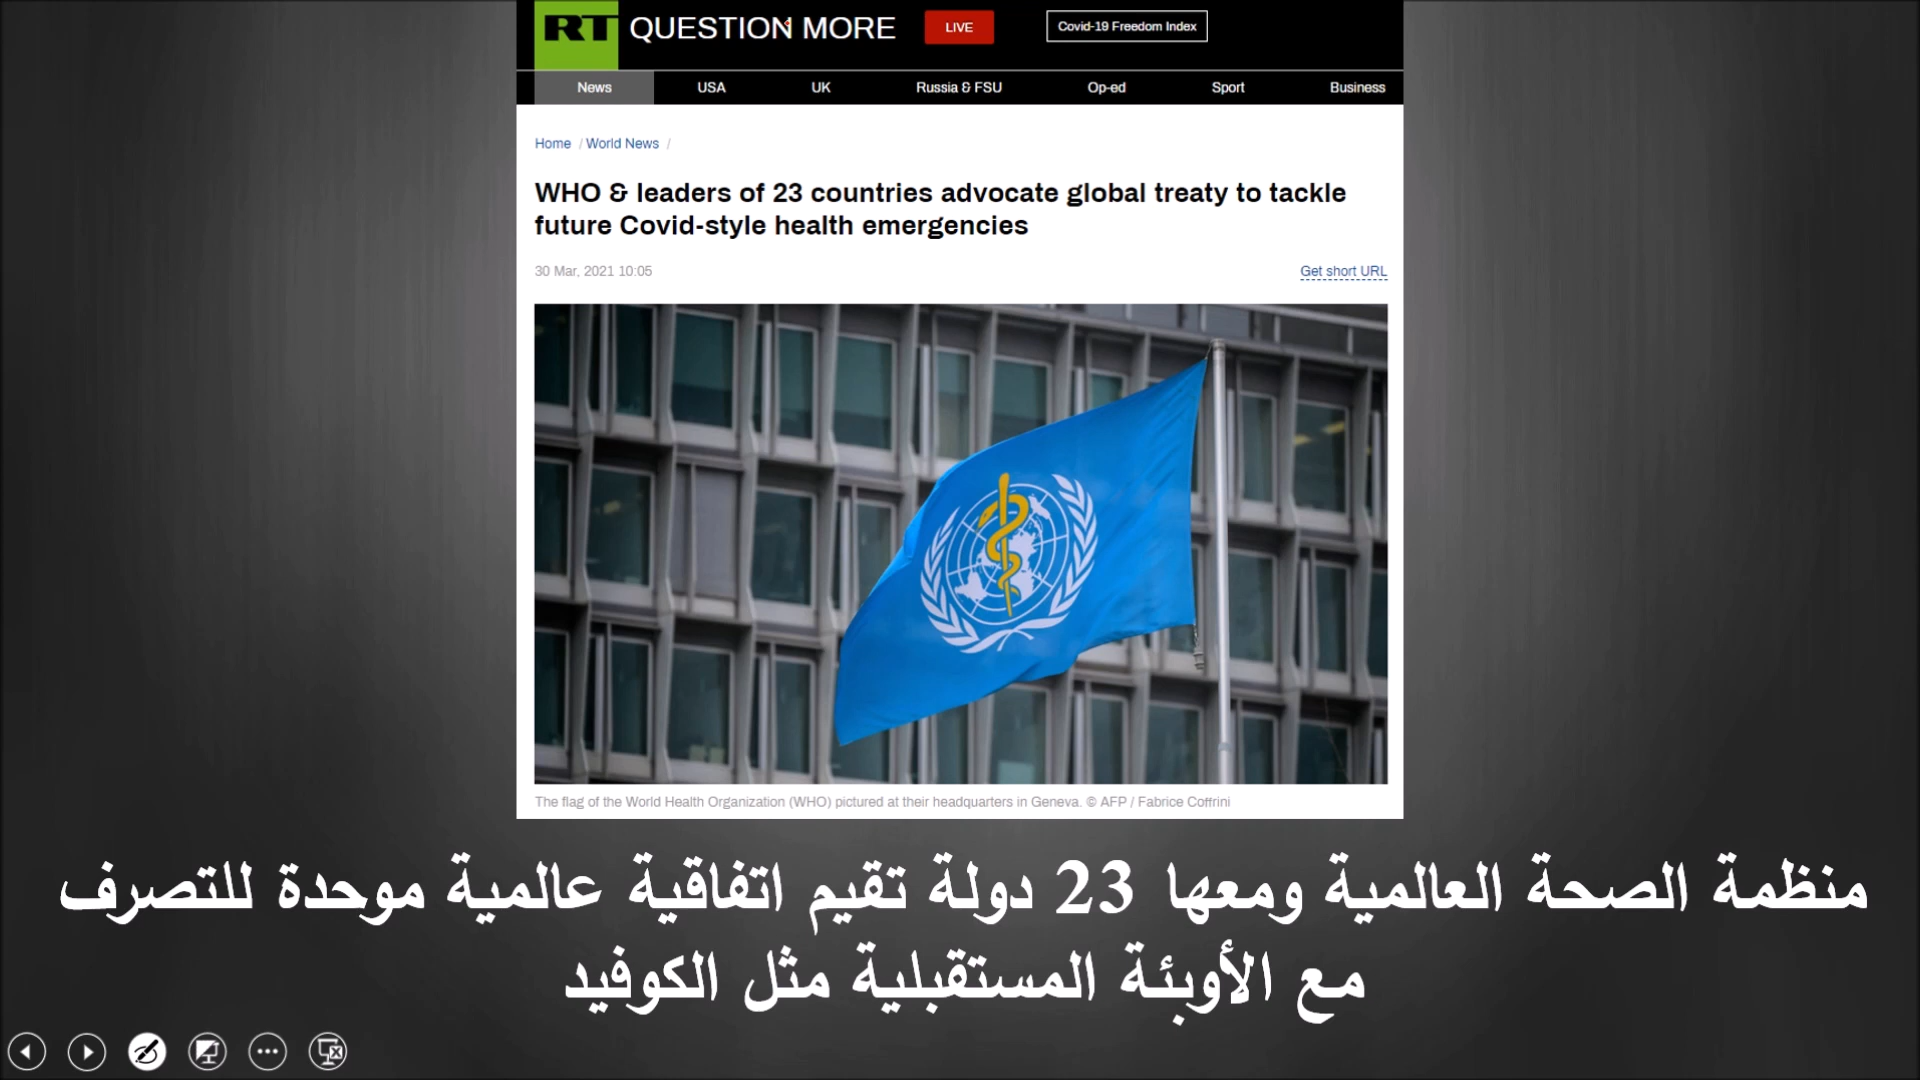 RT QUESTION MORE LIVE Covid-19 Freedom Index
News USA UK Russia & FSU Op-ed Sport Business
Home / World News /
WHO & leaders of 23 countries advocate global treaty to tackle
future Covid-style health emergencies
30 Mar, 2021 10:05 Get short URL
The flag of the World Health Organization (WHO) pictured at their headquarters in Geneva. © AFP / Fabrice Coffrini
منظمة الصحة العالمية ومعها 23 دولة تقيم اتفاقية عالمية موحدة للتصرف
مع الأوبئة المستقبلية مثل الكوفيد